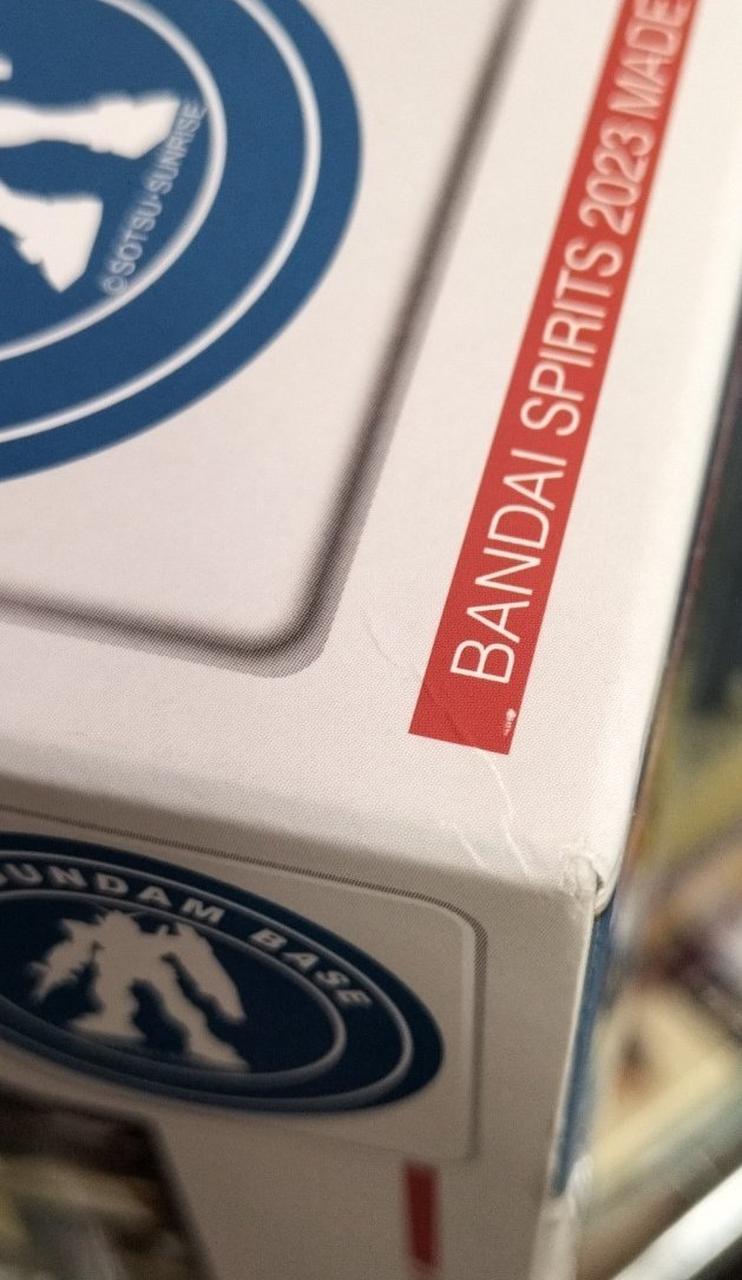 ©SOTSU・SUNRISE
BANDAI SPIRITS 2023 MADE
GUNDAM BASE